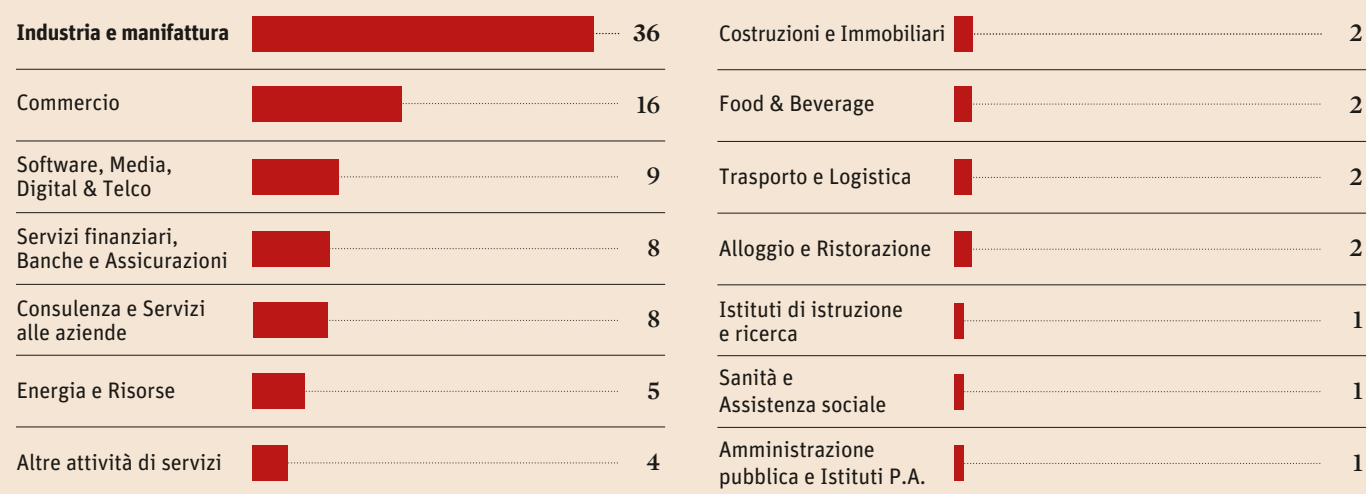 Industria e manifattura 36
Commercio 16
Software, Media,
Digital & Telco 9
Servizi finanziari,
Banche e Assicurazioni 8
Consulenza e Servizi
alle aziende 8
Energia e Risorse 5
Altre attività di servizi 4
Costruzioni e Immobiliari 2
Food & Beverage 2
Trasporto e Logistica 2
Alloggio e Ristorazione 2
Istituti di istruzione
e ricerca 1
Sanità e
Assistenza sociale 1
Amministrazione
pubblica e Istituti P.A. 1